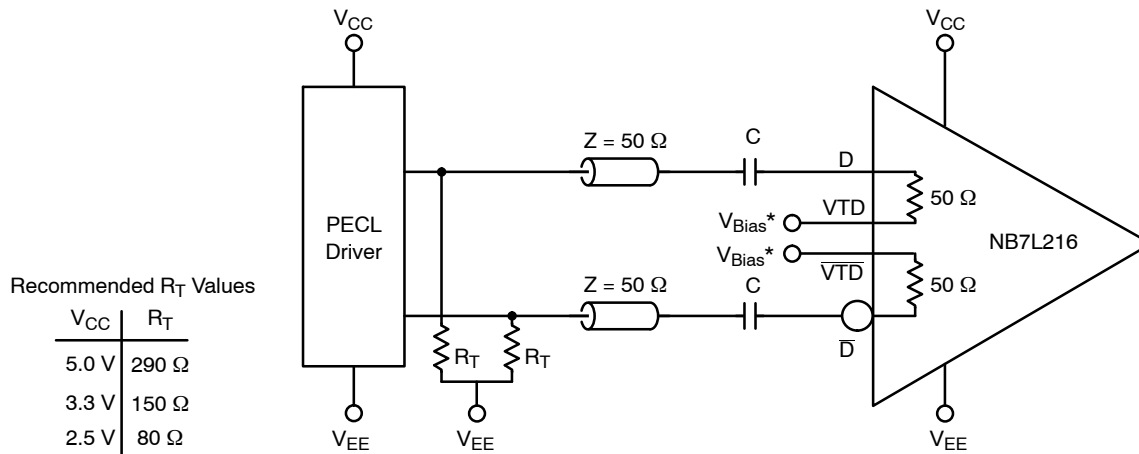 V_CC
V_CC
Z = 50 Ω
C
D
50 Ω
PECL
Driver
V_Bias*
VTD
NB7L216
V_Bias*
V̅T̅D̅
Z = 50 Ω
C
50 Ω
D̅
Recommended R_T Values
V_CC R_T
5.0 V 290 Ω
3.3 V 150 Ω
2.5 V 80 Ω
R_T
R_T
V_EE
V_EE
V_EE